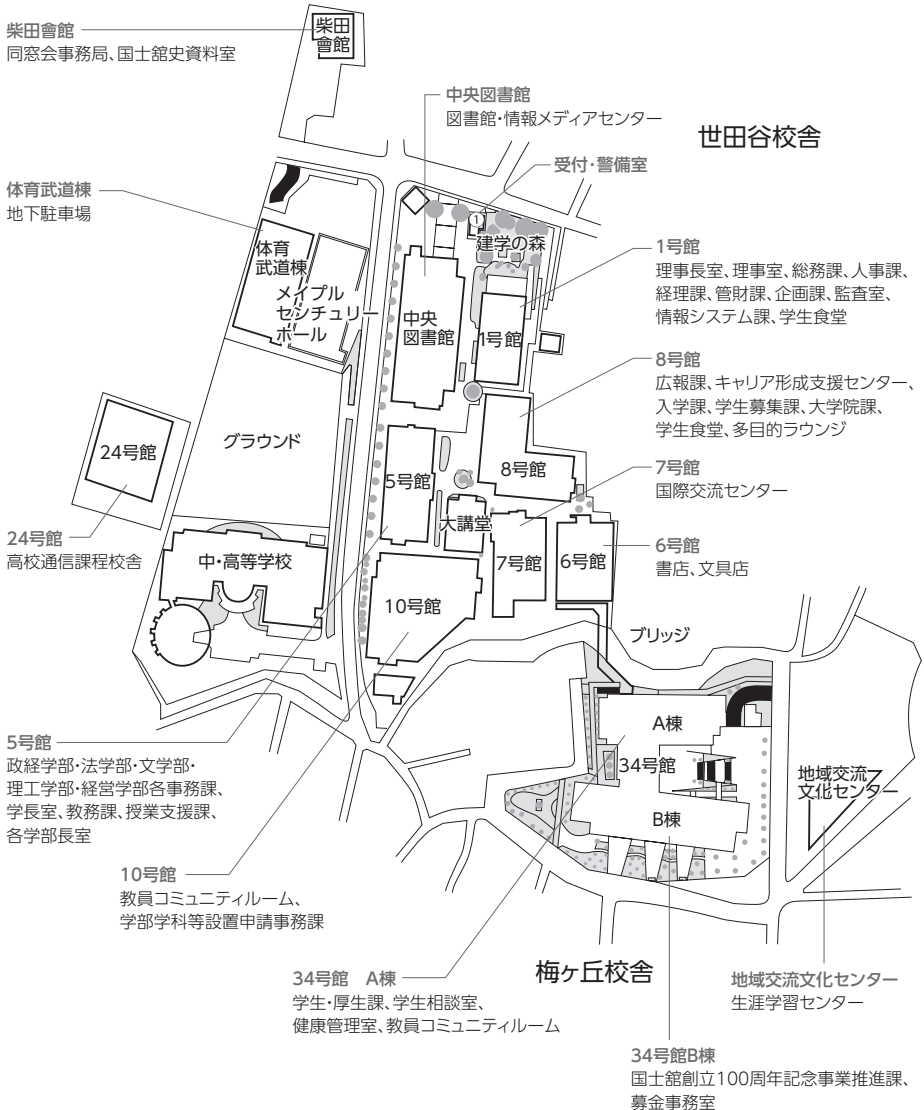 柴田會館
同窓会事務局、国士舘史資料室
柴田
會館
中央図書館
図書館・情報メディアセンター
世田谷校舎
受付・警備室
体育武道棟
地下駐車場
1
建学の森
体育
武道棟
メイプル
センチュリー
ホール
中央
図書館
1号館
1号館
理事長室、理事室、総務課、人事課、
経理課、管財課、企画課、監査室、
情報システム課、学生食堂
8号館
広報課、キャリア形成支援センター、
入学課、学生募集課、大学院課、
学生食堂、多目的ラウンジ
24号館
グラウンド
5号館
8号館
7号館
国際交流センター
大講堂
24号館
高校通信課程校舎
中・高等学校
7号館
6号館
6号館
書店、文具店
10号館
ブリッジ
A棟
34号館
B棟
地域交流
文化センター
5号館
政経学部・法学部・文学部・
理工学部・経営学部各事務課、
学長室、教務課、授業支援課、
各学部長室
10号館
教員コミュニティルーム、
学部学科等設置申請事務課
梅ヶ丘校舎
34号館 A棟
学生・厚生課、学生相談室、
健康管理室、教員コミュニティルーム
地域交流文化センター
生涯学習センター
34号館B棟
国士舘創立100周年記念事業推進課、
募金事務室